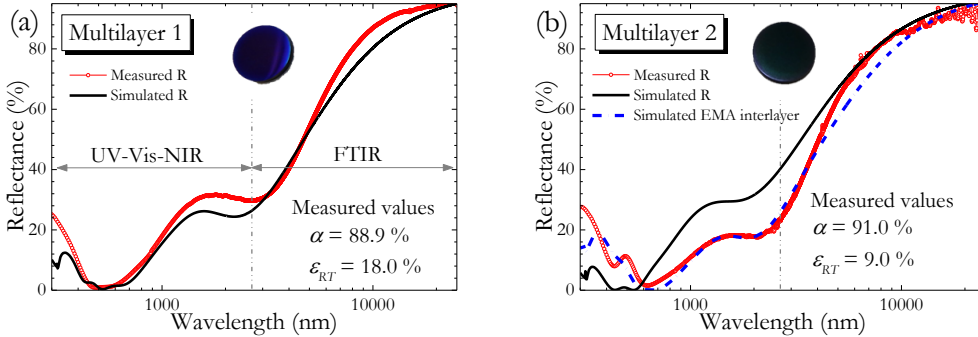 (a)
Multilayer 1
Measured R
Simulated R
UV-Vis-NIR
FTIR
Measured values
α = 88.9 %
ε_RT = 18.0 %
Reflectance (%)
0
20
40
60
80
1000
10000
Wavelength (nm)
(b)
Multilayer 2
Measured R
Simulated R
Simulated EMA interlayer
Measured values
α = 91.0 %
ε_RT = 9.0 %
Reflectance (%)
0
20
40
60
80
1000
10000
Wavelength (nm)